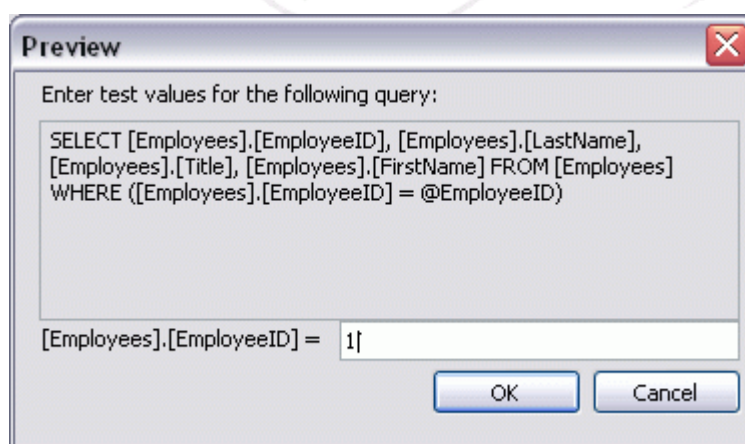 Preview
Enter test values for the following query:
SELECT [Employees].[EmployeeID], [Employees].[LastName],
[Employees].[Title], [Employees].[FirstName] FROM [Employees]
WHERE ([Employees].[EmployeeID] = @EmployeeID)
[Employees].[EmployeeID] = 1
OK Cancel